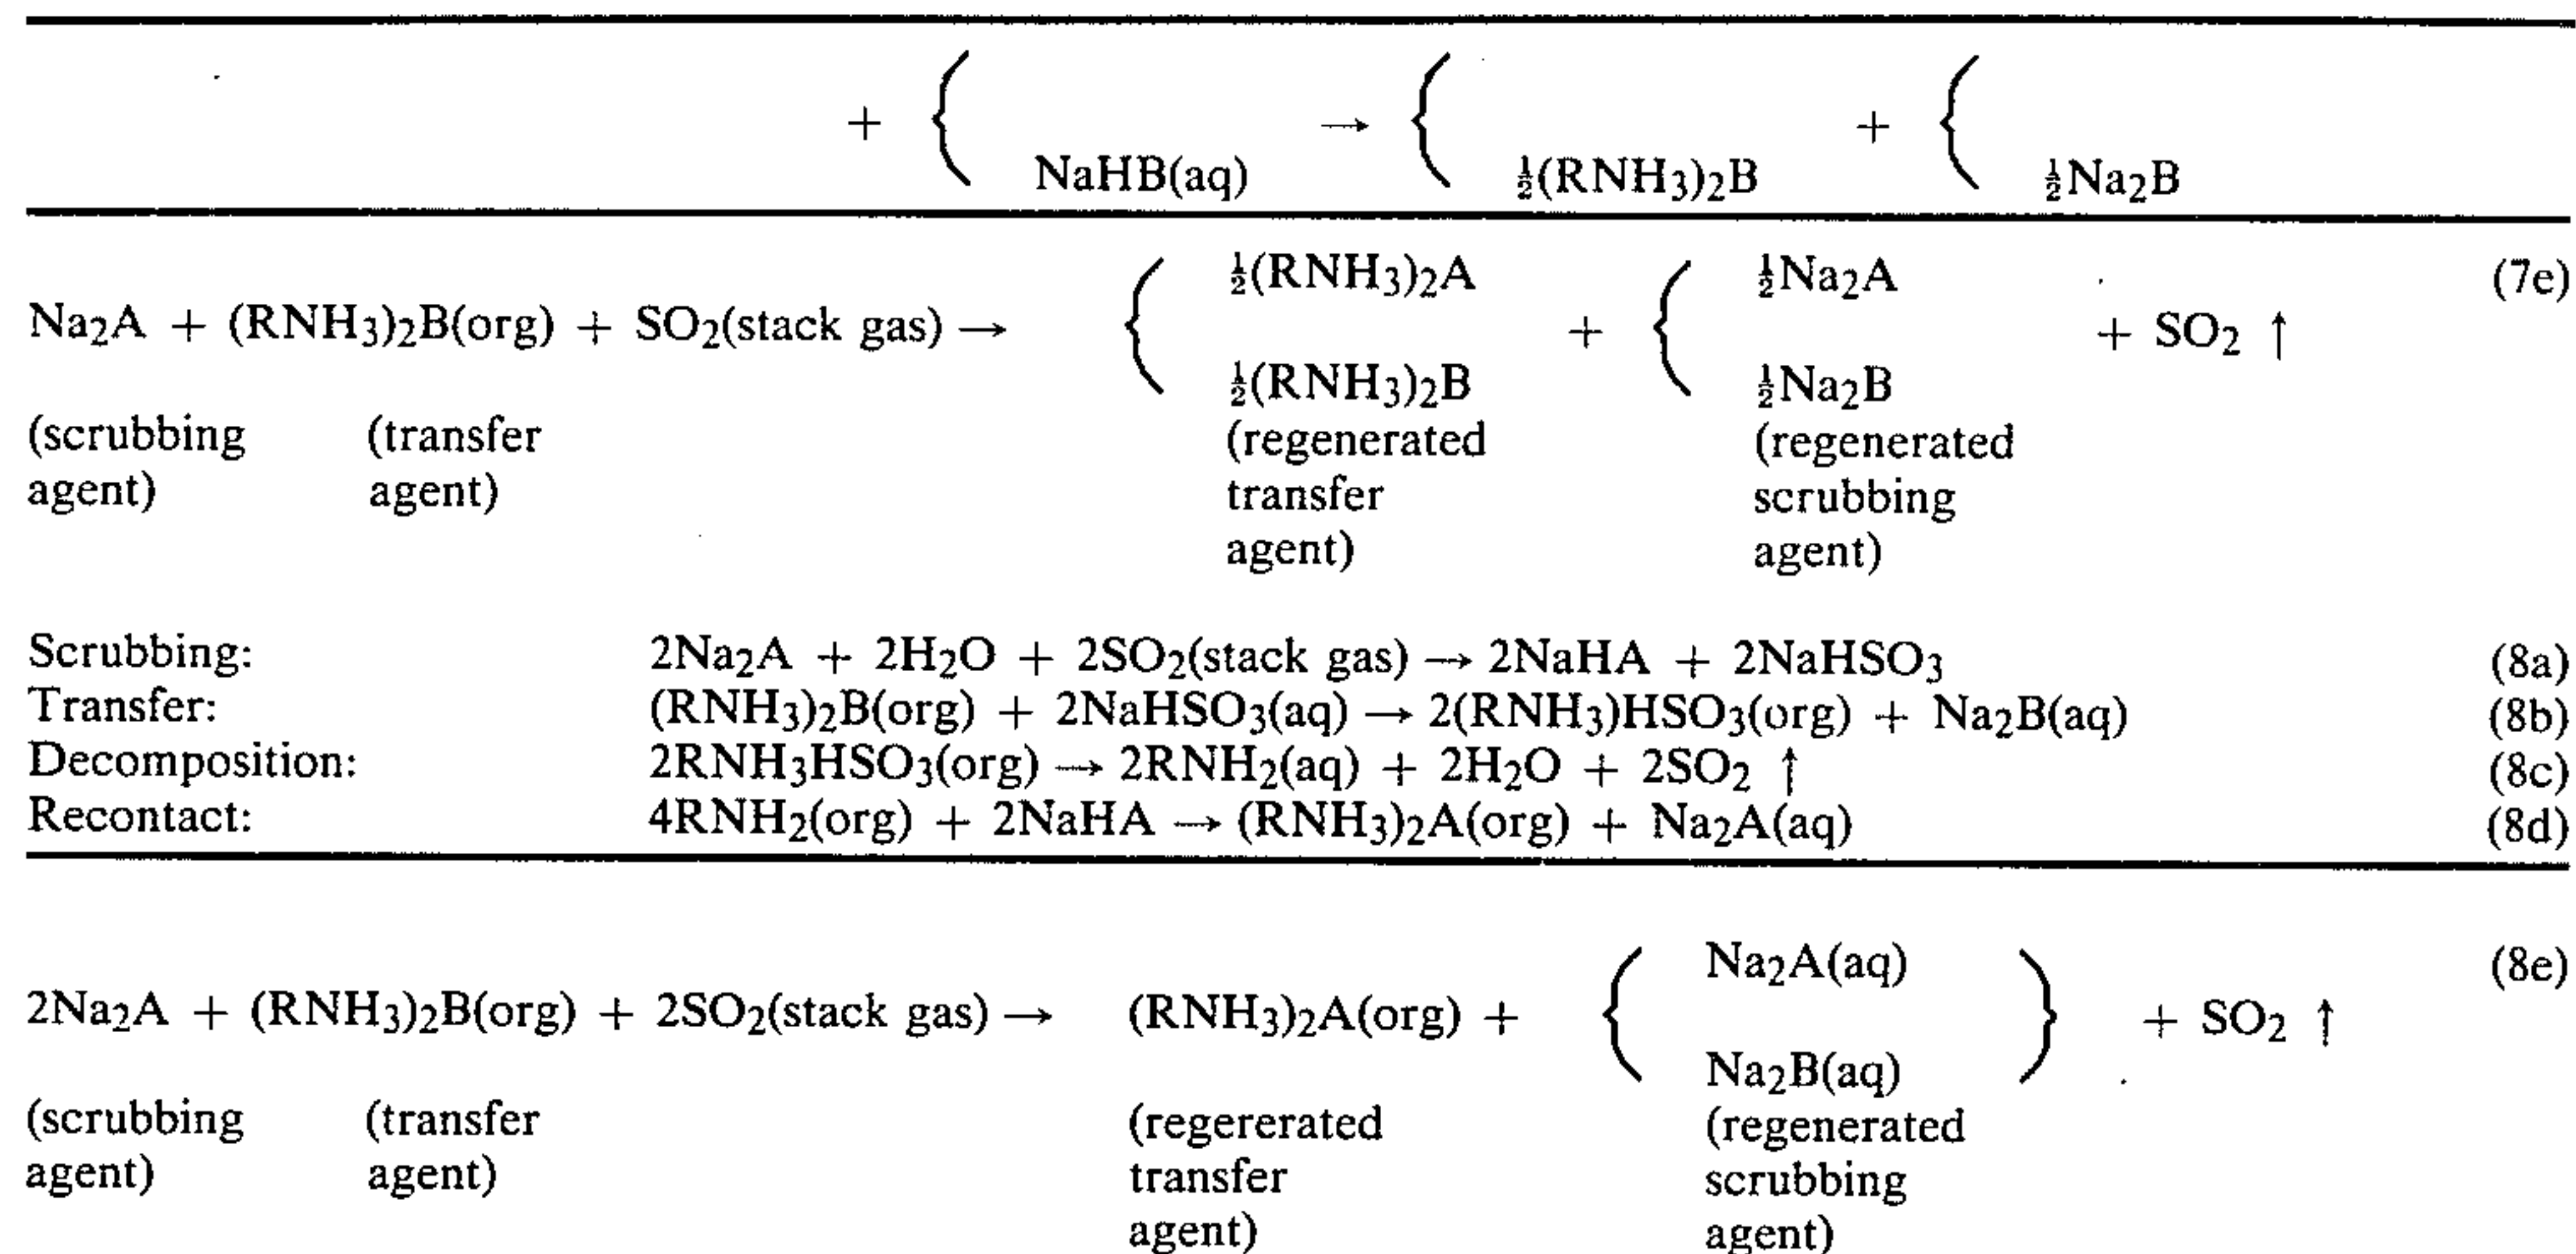 + { NaHB(aq) → { ½(RNH₃)₂B + { ½Na₂B
½(RNH₃)₂A ½Na₂A (7e)
Na₂A + (RNH₃)₂B(org) + SO₂(stack gas) → { + { + SO₂ ↑
½(RNH₃)₂B ½Na₂B
(scrubbing (transfer (regenerated (regenerated
agent) agent) transfer scrubbing
agent) agent)
Scrubbing: 2Na₂A + 2H₂O + 2SO₂(stack gas) → 2NaHA + 2NaHSO₃ (8a)
Transfer: (RNH₃)₂B(org) + 2NaHSO₃(aq) → 2(RNH₃)HSO₃(org) + Na₂B(aq) (8b)
Decomposition: 2RNH₃HSO₃(org) → 2RNH₂(aq) + 2H₂O + 2SO₂ ↑ (8c)
Recontact: 4RNH₂(org) + 2NaHA → (RNH₃)₂A(org) + Na₂A(aq) (8d)
Na₂A(aq) (8e)
2Na₂A + (RNH₃)₂B(org) + 2SO₂(stack gas) → (RNH₃)₂A(org) + { } + SO₂ ↑
Na₂B(aq)
(scrubbing (transfer (regererated (regenerated
agent) agent) transfer scrubbing
agent) agent)